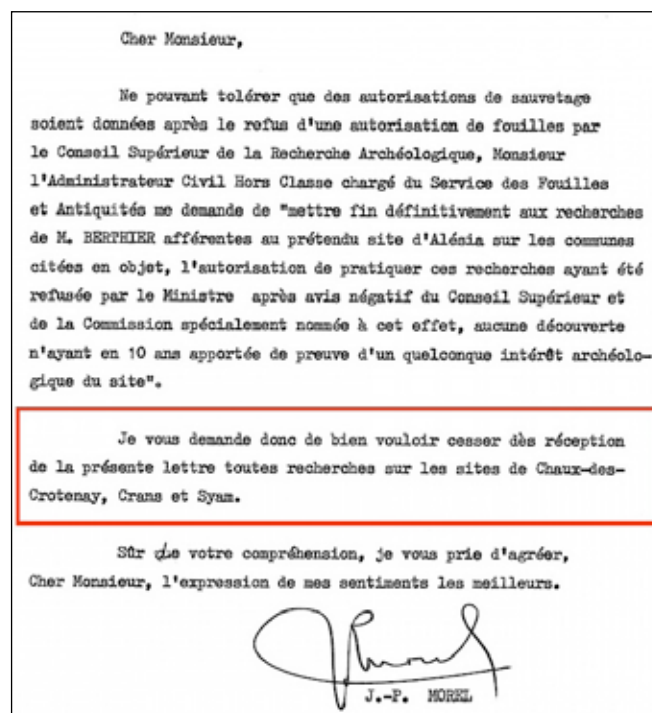 Cher Monsieur,
Ne pouvant tolérer que des autorisations de sauvetage
soient données après le refus d'une autorisation de fouilles par
le Conseil Supérieur de la Recherche Archéologique, Monsieur
l'Administrateur Civil Hors Classe chargé du Service des Fouilles
et Antiquités me demande de "mettre fin définitivement aux recherches
de M. BERTHIER afférentes au prétendu site d'Alésia sur les communes
citées en objet, l'autorisation de pratiquer ces recherches ayant été
refusée par le Ministre après avis négatif du Conseil Supérieur et
de la Commission spécialement nommée à cet effet, aucune découverte
n'ayant en 10 ans apportée de preuve d'un quelconque intérêt archéolo-
gique du site".
Je vous demande donc de bien vouloir cesser dès réception
de la présente lettre toutes recherches sur les sites de Chaux-des-
Crotenay, Crans et Syam.
Sûr de votre compréhension, je vous prie d'agréer,
Cher Monsieur, l'expression de mes sentiments les meilleurs.
J.-P. MOREL